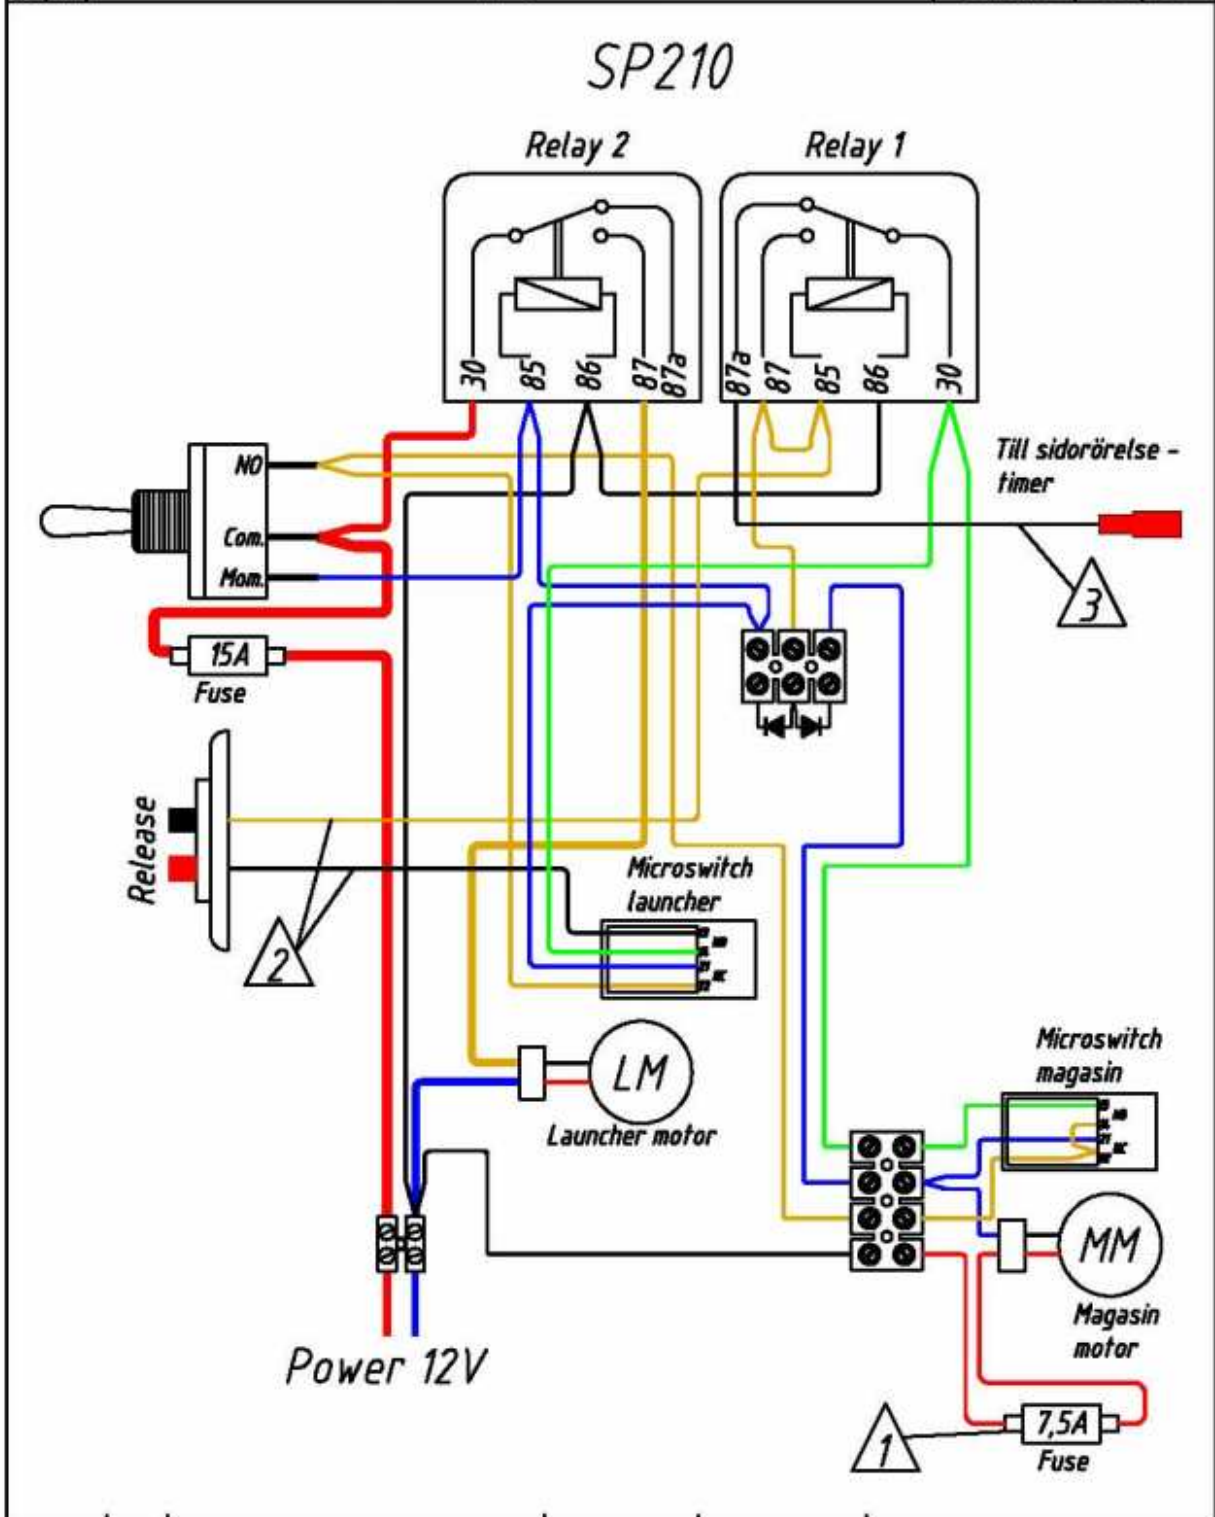 SP210
Relay 2
Relay 1
30
85
86
87
87a
87a
87
85
86
30
NO
Com.
Mom.
Till sidorörelse -
timer
3
15A
Fuse
Release
2
Microswitch
launcher
LM
Launcher motor
Microswitch
magasin
MM
Magasin
motor
Power 12V
1
7,5A
Fuse